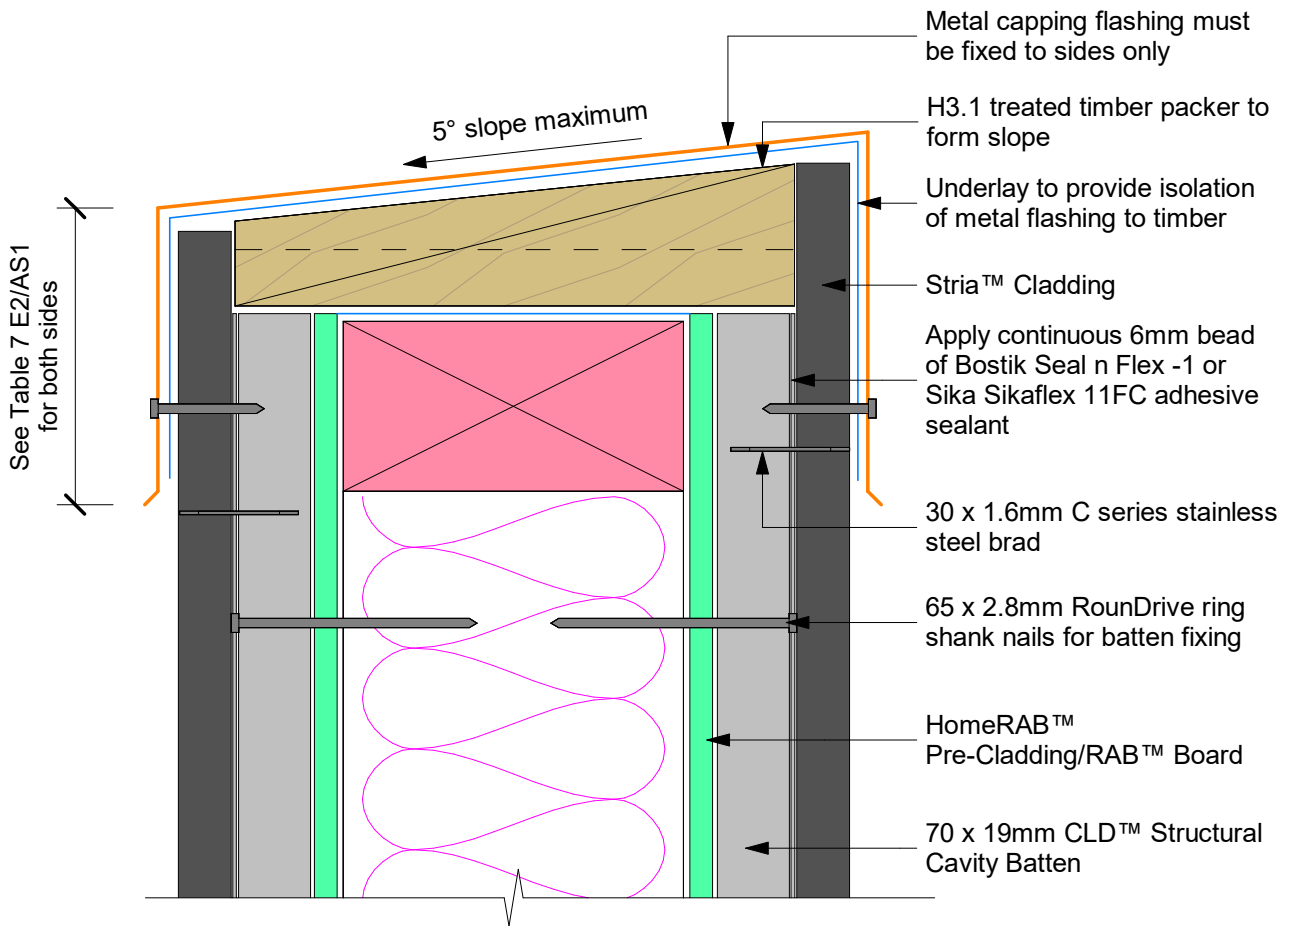 Metal capping flashing must
be fixed to sides only
5° slope maximum
H3.1 treated timber packer to
form slope
Underlay to provide isolation
of metal flashing to timber
See Table 7 E2/AS1
for both sides
Stria™ Cladding
Apply continuous 6mm bead
of Bostik Seal n Flex -1 or
Sika Sikaflex 11FC adhesive
sealant
30 x 1.6mm C series stainless
steel brad
65 x 2.8mm RounDrive ring
shank nails for batten fixing
HomeRAB™
Pre-Cladding/RAB™ Board
70 x 19mm CLD™ Structural
Cavity Batten